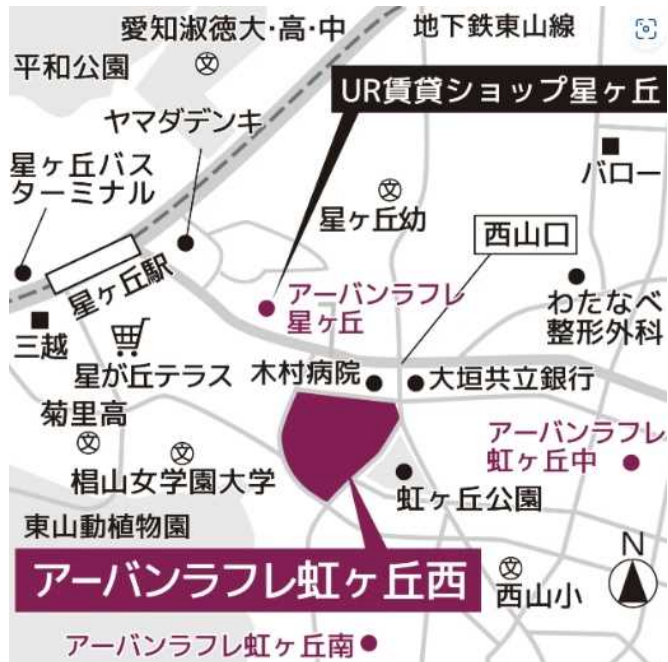 愛知淑徳大・高・中
地下鉄東山線
平和公園
文
UR賃貸ショップ星ヶ丘
ヤマダデンキ
バロー
星ヶ丘バス
ターミナル
文
星ヶ丘幼
西山口
星ヶ丘駅
アーバンラフレ
星ヶ丘
わたなべ
整形外科
三越
星が丘テラス
木村病院
大垣共立銀行
菊里高
文
文
椙山女学園大学
アーバンラフレ
虹ヶ丘中
虹ヶ丘公園
東山動植物園
N
アーバンラフレ虹ヶ丘西
文
西山小
アーバンラフレ虹ヶ丘南